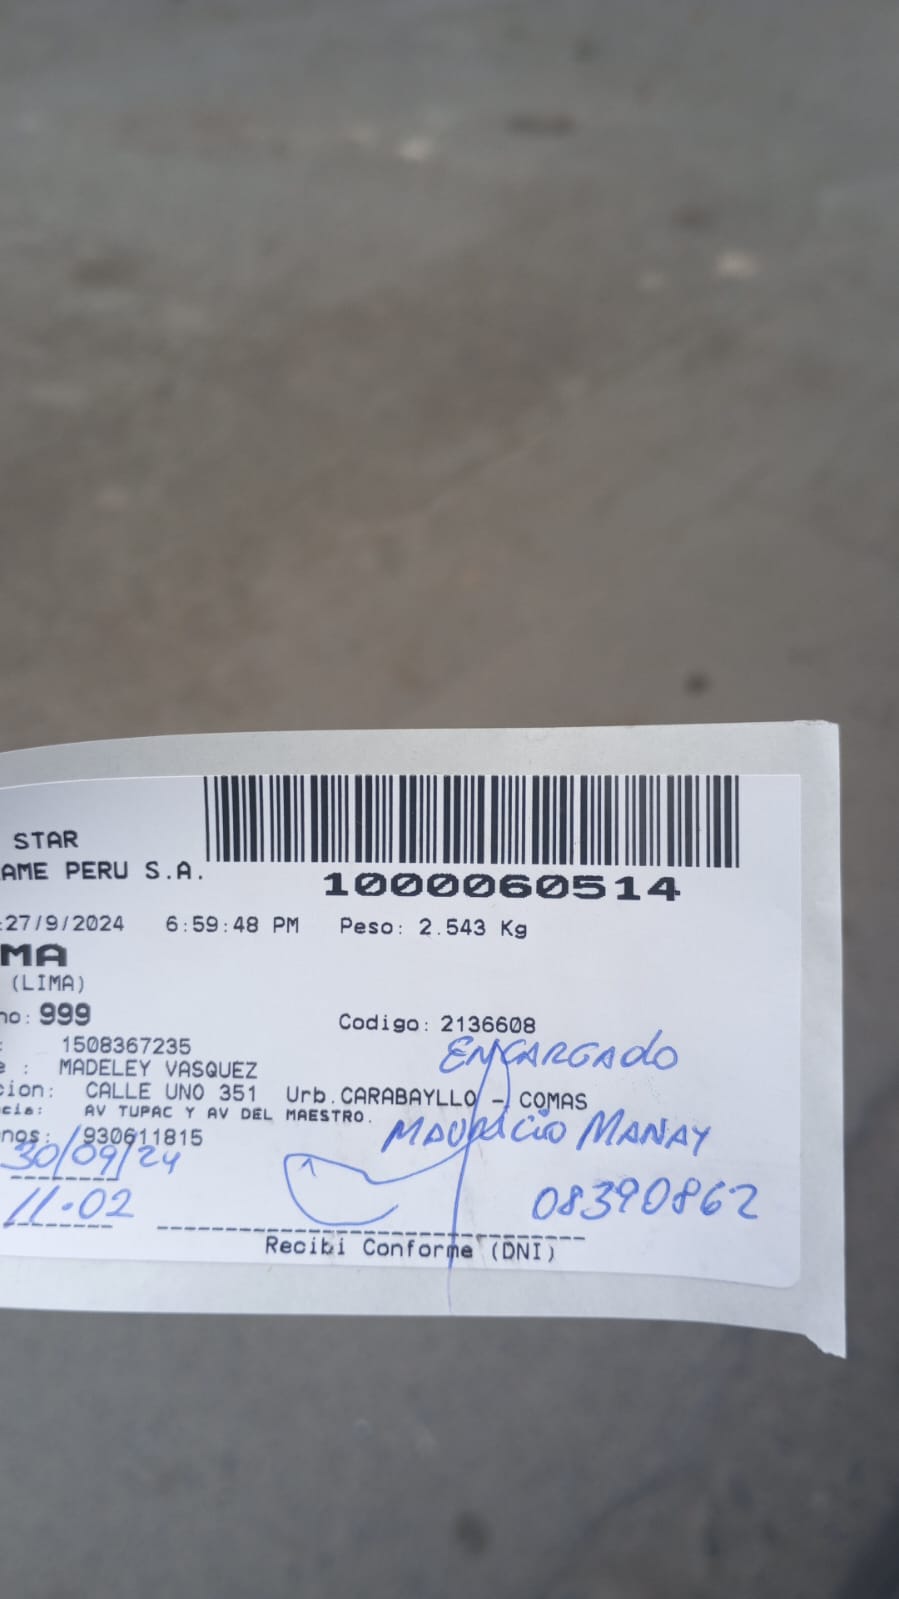 STAR
AME PERU S.A.
1000060514
:27/9/2024 6:59:48 PM Peso: 2.543 Kg
MA
(LIMA)
no: 999 Codigo: 2136608
: 1508367235
ENCARGADO
e : MADELEY VASQUEZ
cion: CALLE UNO 351 Urb.CARABAYLLO - COMAS
cia: AV TUPAC Y AV DEL MAESTRO.
MAURICIO MANAY
nos: 930611815
30/09/24
08390862
11.02
Recibi Conforme (DNI)